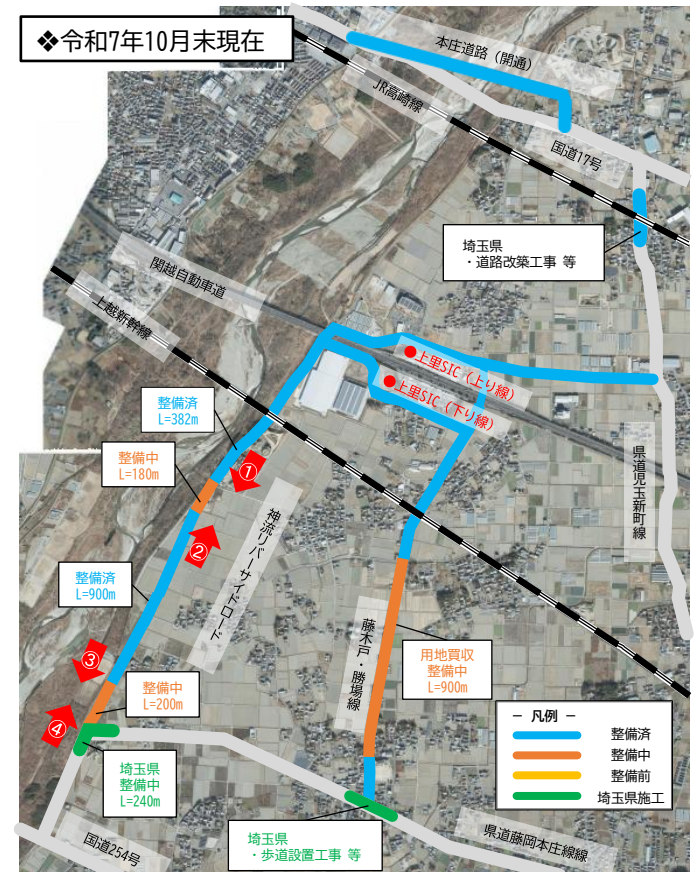 ❖令和7年10月末現在
本庄道路（開通）
JR高崎線
国道17号
埼玉県
・道路改築工事 等
関越自動車道
上越新幹線
上里SIC（上り線）
上里SIC（下り線）
整備済
L=382m
整備中
L=180m
①
②
神流リバーサイドロード
県道児玉新町線
整備済
L=900m
藤木戸・勝場線
③
用地買収
整備中
L=900m
整備中
L=200m
④
－ 凡例 －
整備済
整備中
整備前
埼玉県施工
埼玉県
整備中
L=240m
国道254号
埼玉県
・歩道設置工事 等
県道藤岡本庄線線